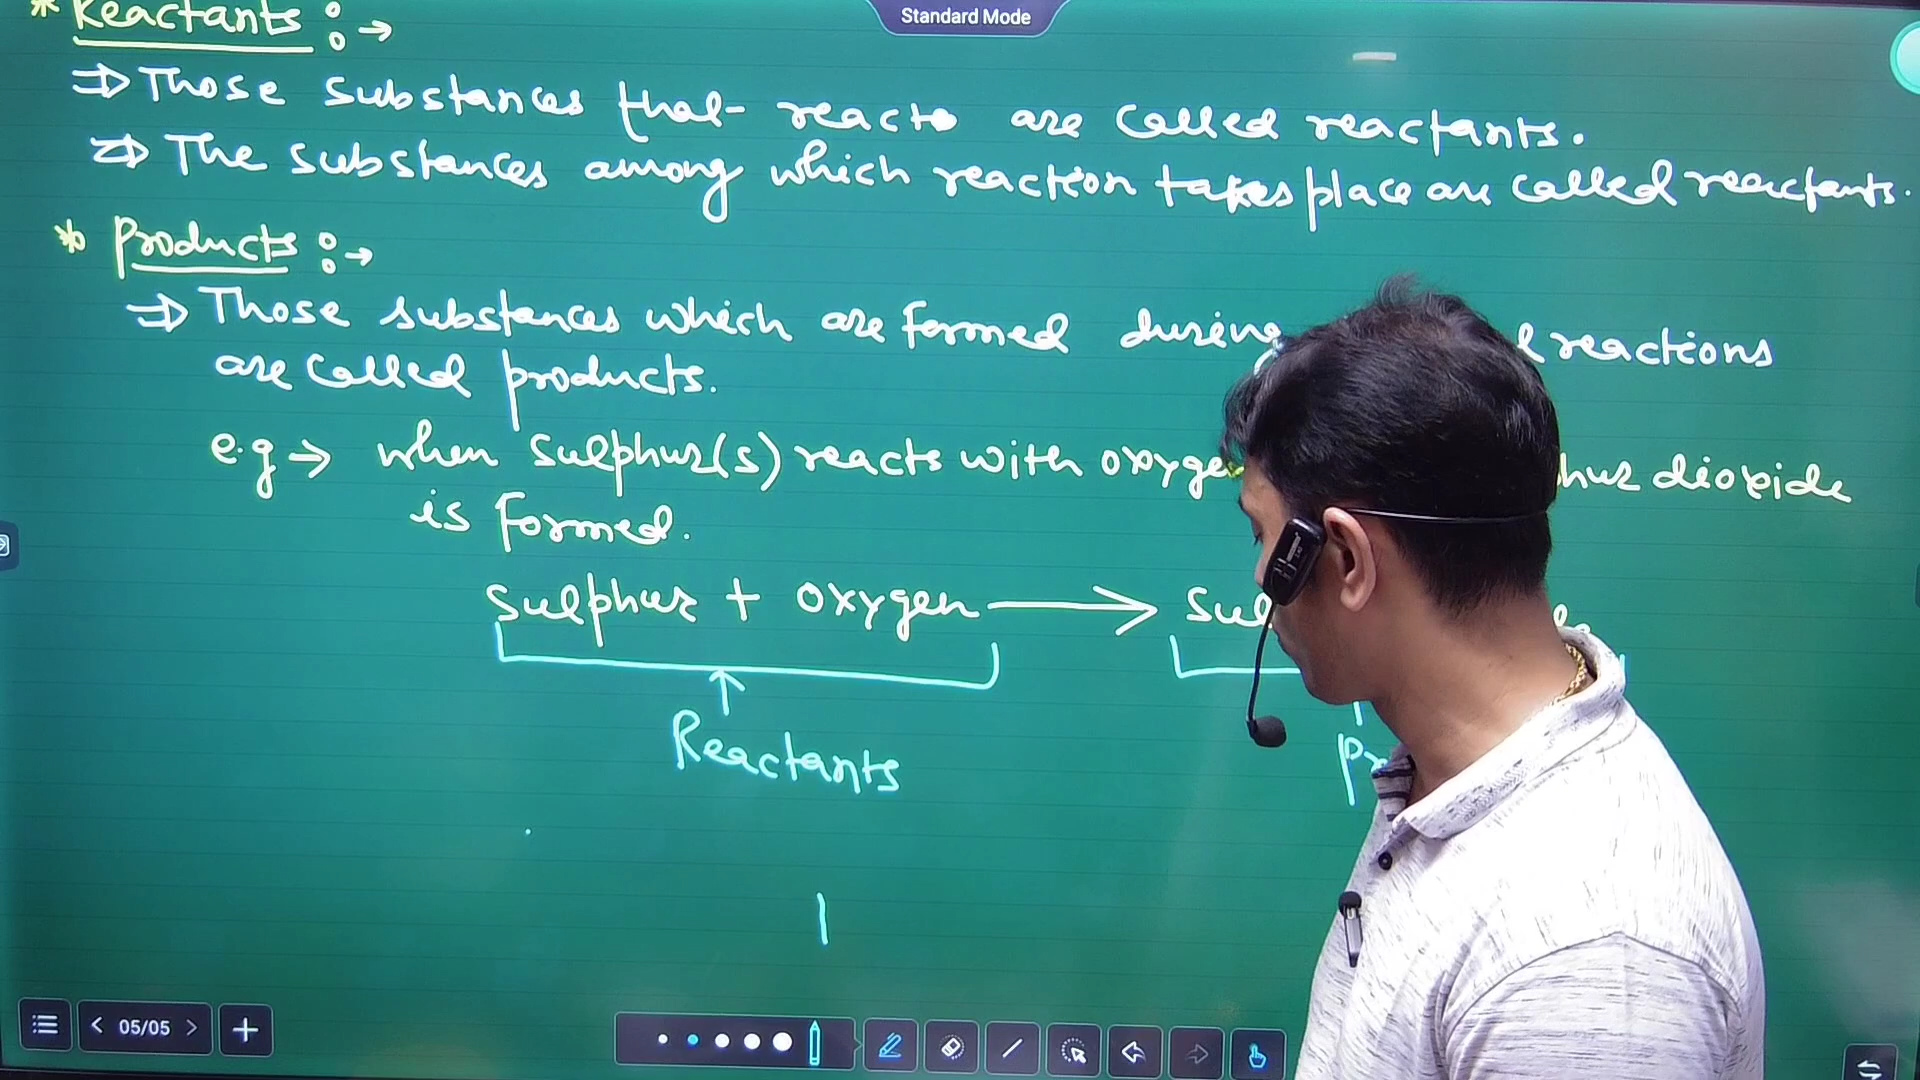 Standard Mode
* Reactants :→
⇒ Those substances that reacts are called reactants.
⇒ The substances among which reaction takes place are called reactants.
* Products :→
⇒ Those substances which are formed during reactions
are called products.
e.g → when sulphur(s) reacts with oxygen dioxide
is formed.
Sulphur + oxygen ⟶
Reactants
05/05